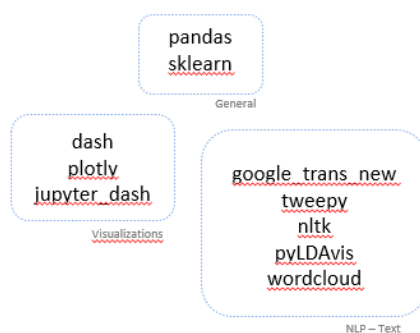 pandas
sklearn
General
dash
plotly
jupyter_dash
Visualizations
google_trans_new
tweepy
nltk
pyLDAvis
wordcloud
NLP – Text